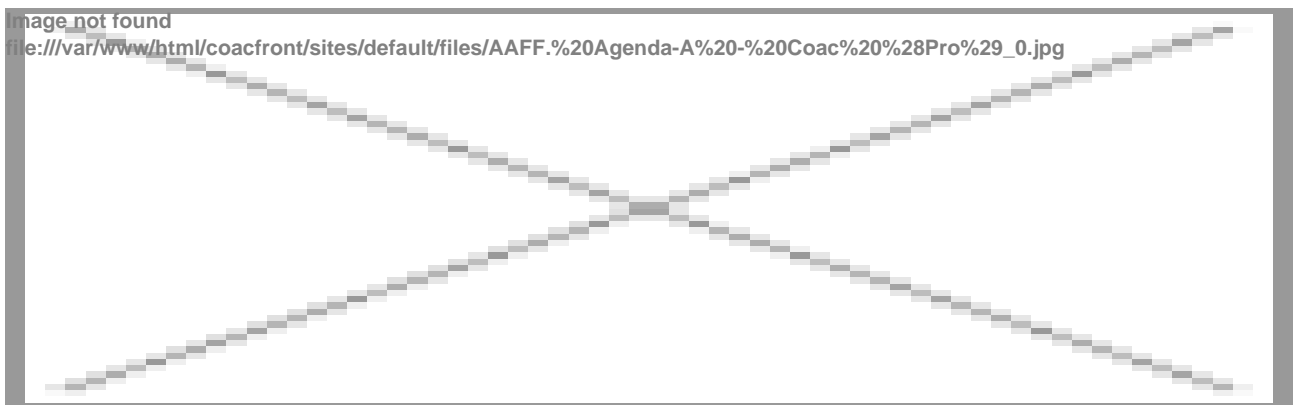 Image not found
file:///var/www/html/coacfront/sites/default/files/AAFF.%20Agenda-A%20-%20Coac%20%28Pro%29_0.jpg